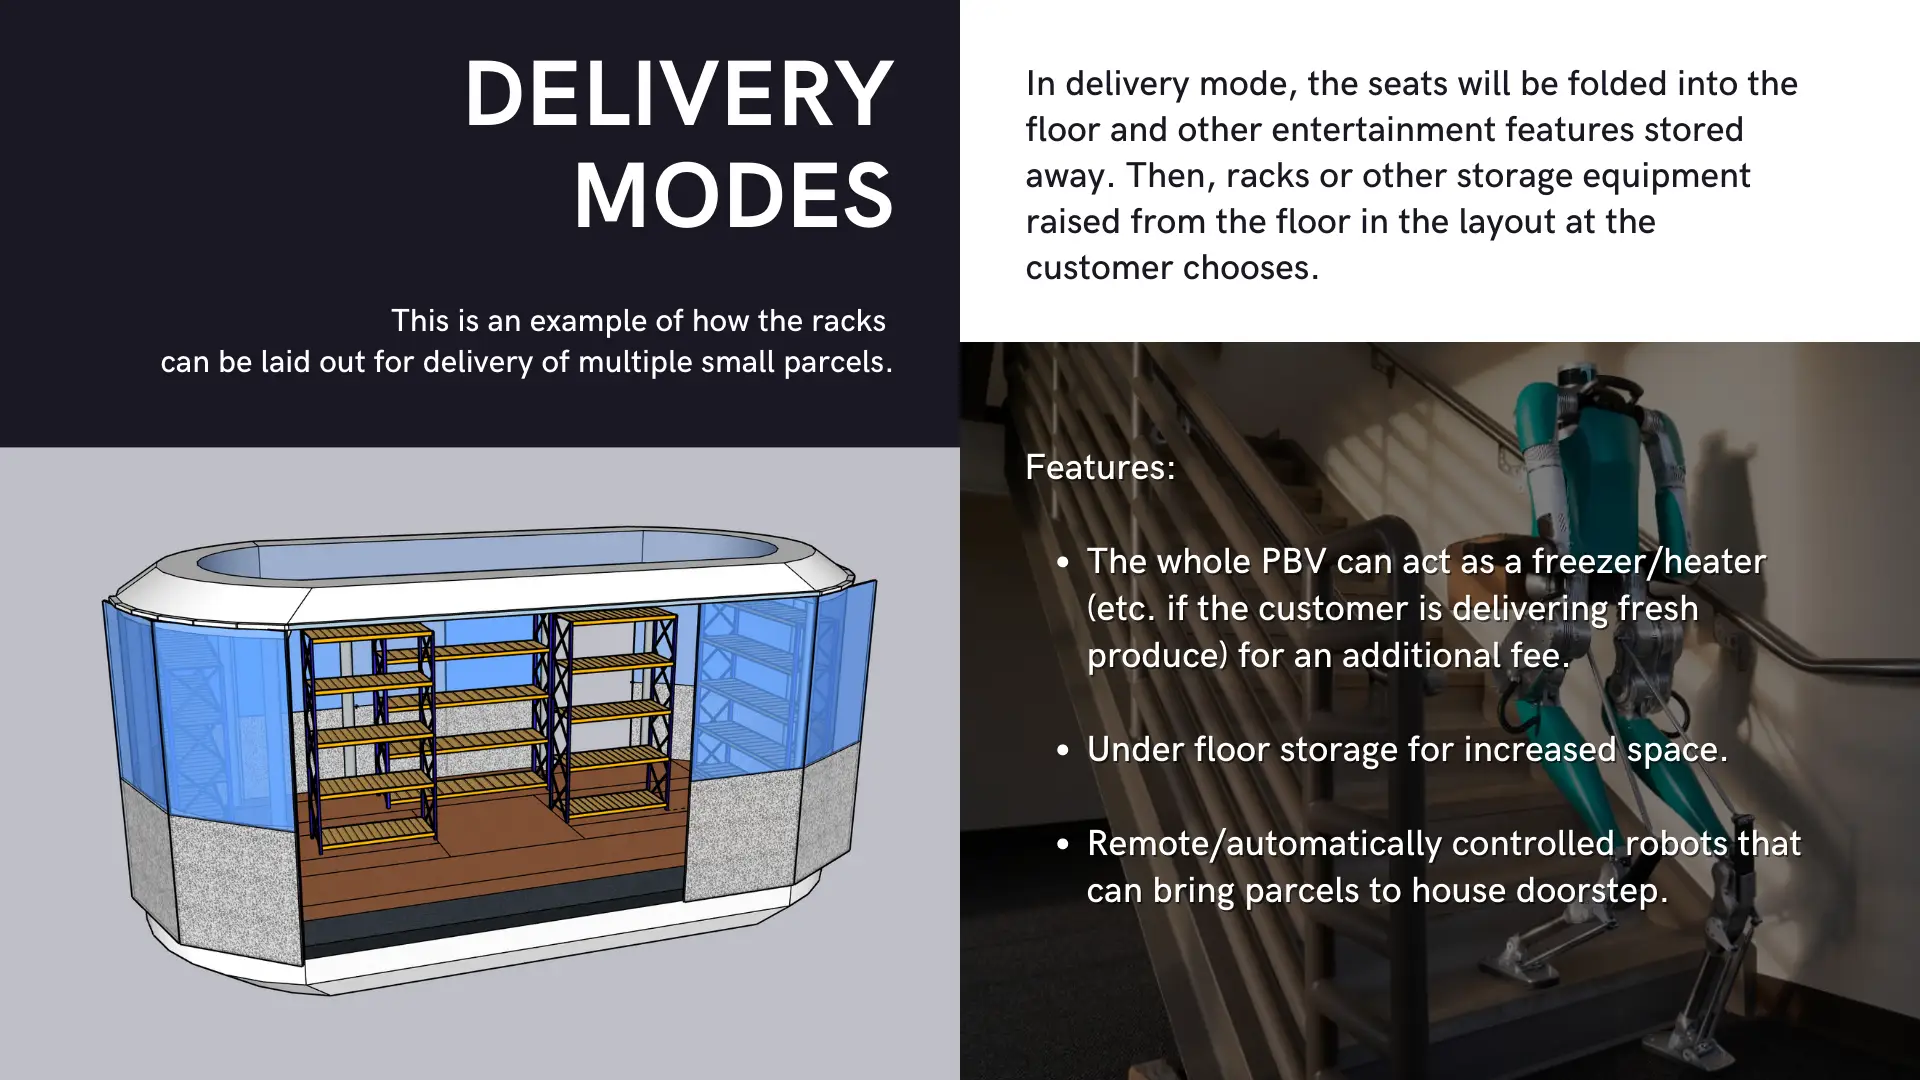 DELIVERY
MODES
This is an example of how the racks
can be laid out for delivery of multiple small parcels.
In delivery mode, the seats will be folded into the
floor and other entertainment features stored
away. Then, racks or other storage equipment
raised from the floor in the layout at the
customer chooses.
Features:
• The whole PBV can act as a freezer/heater
(etc. if the customer is delivering fresh
produce) for an additional fee.
• Under floor storage for increased space.
• Remote/automatically controlled robots that
can bring parcels to house doorstep.